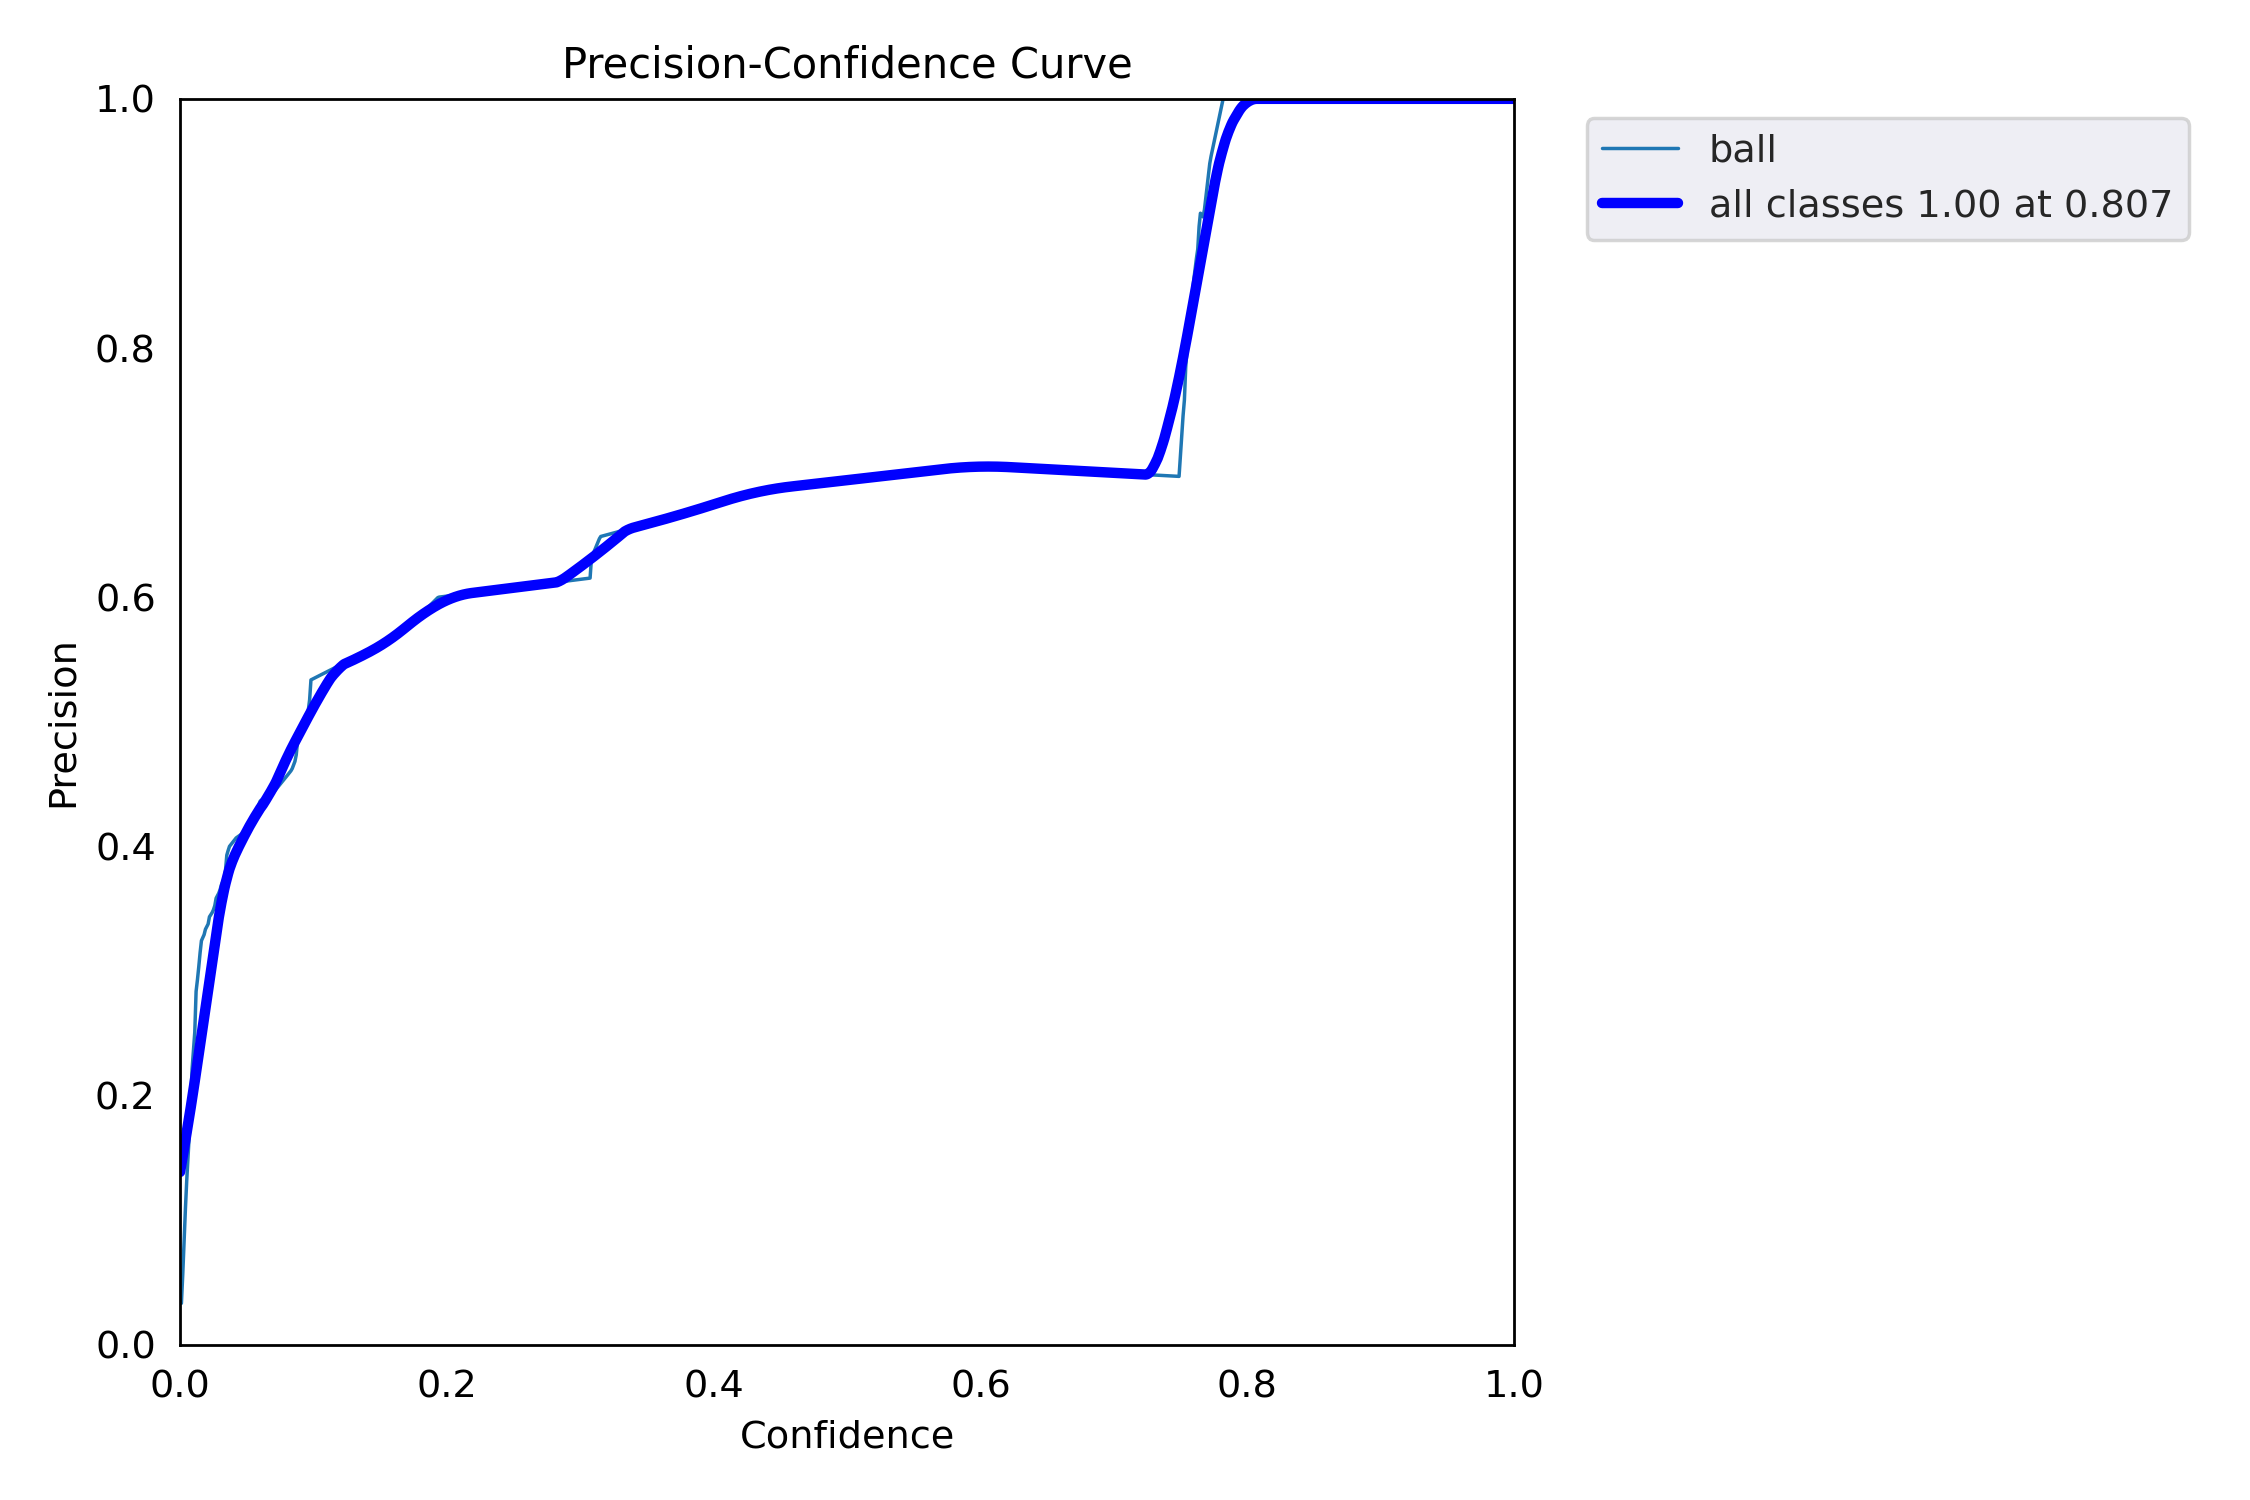 Precision-Confidence Curve
ball
all classes 1.00 at 0.807
1.0
0.8
0.6
0.4
0.2
0.0
Precision
0.0 0.2 0.4 0.6 0.8 1.0
Confidence